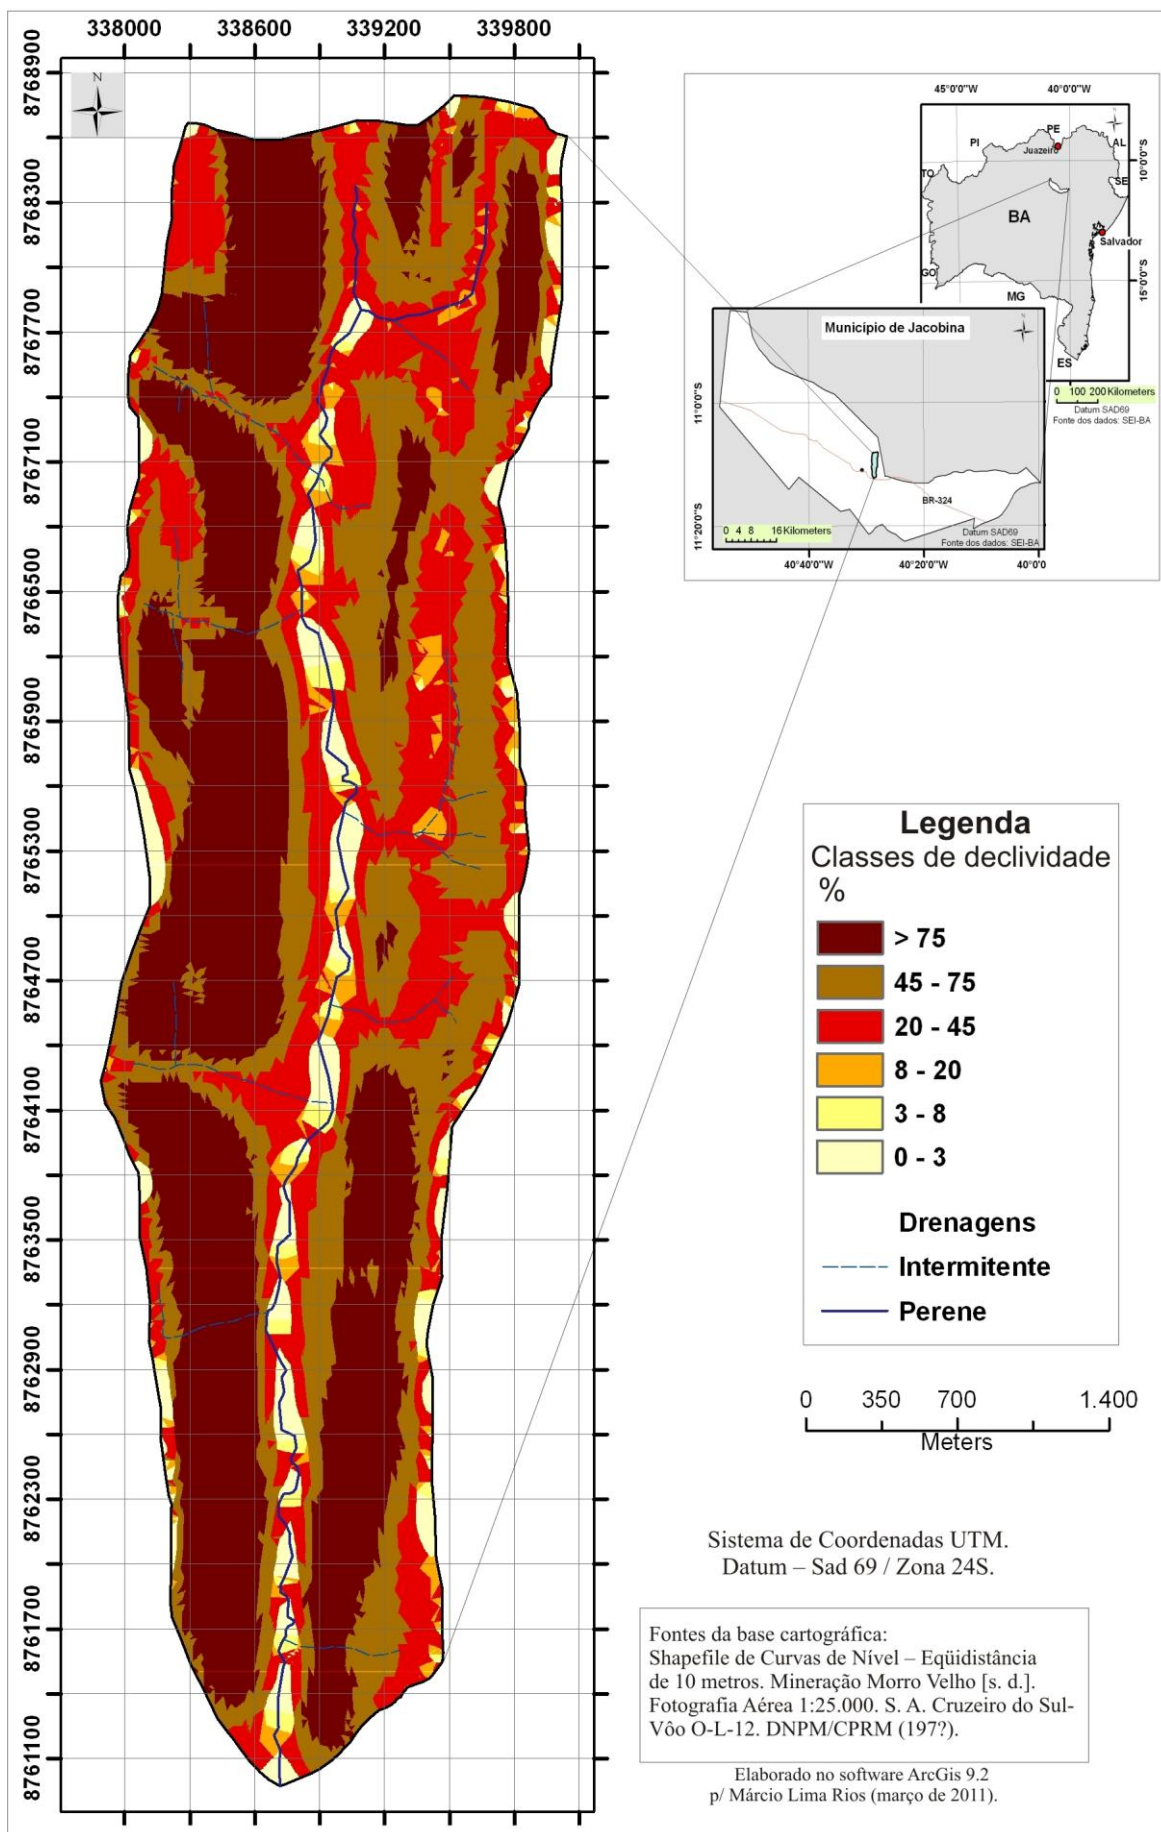 338000 338600 339200 339800
8768900
8768300
8767700
8767100
8766500
8765900
8765300
8764700
8764100
8763500
8762900
8762300
8761700
8761100
N
45°0'0"W 40°0'0"W
PE
PI
Juazeiro
AL
10°0'0"S
TO
SE
BA
Salvador
GO
15°0'0"S
MG
ES
0 100 200 Kilometers
Datum SAD69
Fonte dos dados: SEI-BA
Município de Jacobina
N
11°0'0"S
BR-324
0 4 8 16 Kilometers
Datum SAD69
Fonte dos dados: SEI-BA
11°20'0"S
40°40'0"W 40°20'0"W 40°0'0
Legenda
Classes de declividade
%
> 75
45 - 75
20 - 45
8 - 20
3 - 8
0 - 3
Drenagens
Intermitente
Perene
0 350 700 1.400
Meters
Sistema de Coordenadas UTM.
Datum – Sad 69 / Zona 24S.
Fontes da base cartográfica:
Shapefile de Curvas de Nível – Eqüidistância
de 10 metros. Mineração Morro Velho [s. d.].
Fotografia Aérea 1:25.000. S. A. Cruzeiro do Sul-
Vôo O-L-12. DNPM/CPRM (197?).
Elaborado no software ArcGis 9.2
p/ Márcio Lima Rios (março de 2011).